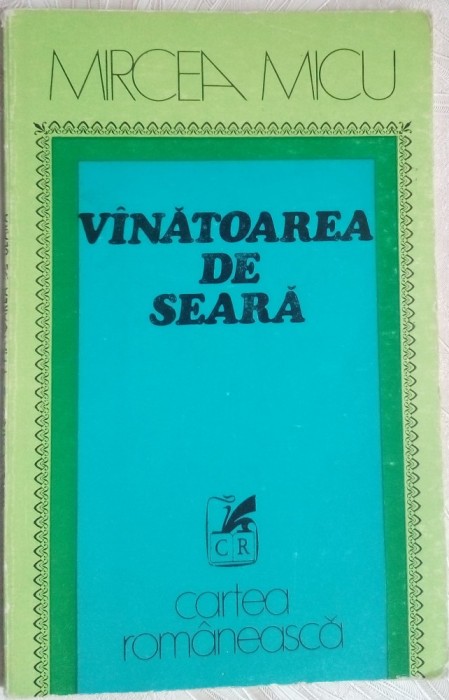 MIRCEA MICU
VÎNĂTOAREA
DE
SEARĂ
CR
cartea
românească